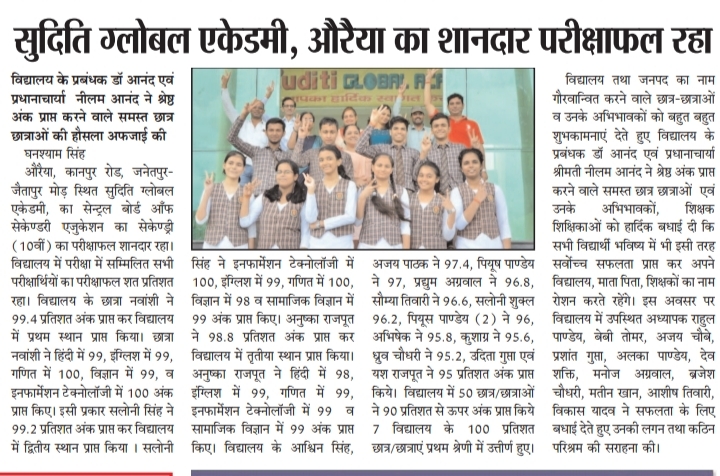 सुदिति ग्लोबल एकेडमी, औरैया का शानदार परीक्षाफल रहा
विद्यालय के प्रबंधक डॉ आनंद एवं
प्रधानाचार्या नीलम आनंद ने श्रेष्ठ
अंक प्राप्त करने वाले समस्त छात्र
छात्राओं की हौसला अफजाई की
घनश्याम सिंह
औरैया, कानपुर रोड, जनेतपुर-
जैतापुर मोड़ स्थित सुदिति ग्लोबल
एकेडमी, का सेन्ट्रल बोर्ड ऑफ
सेकेण्डरी एजुकेशन का सेकेण्ड्री
(10वीं) का परीक्षाफल शानदार रहा।
विद्यालय में परीक्षा में सम्मिलित सभी
परीक्षार्थियों का परीक्षाफल शत प्रतिशत
रहा। विद्यालय के छात्रा नवांशी ने
99.4 प्रतिशत अंक प्राप्त कर विद्यालय
में प्रथम स्थान प्राप्त किया। छात्रा
नवांशी ने हिंदी में 99, इंग्लिश में 99,
गणित में 100, विज्ञान में 99, व
इनफार्मेशन टेक्नोलॉजी में 100 अंक
प्राप्त किए। इसी प्रकार सलोनी सिंह ने
99.2 प्रतिशत अंक प्राप्त कर विद्यालय
में द्वितीय स्थान प्राप्त किया । सलोनी
uditi GLOBAL ACA
आपका हार्दिक स्वागत
सिंह ने इनफार्मेशन टेक्नोलॉजी में
100, इंग्लिश में 99, गणित में 100,
विज्ञान में 98 व सामाजिक विज्ञान में
99 अंक प्राप्त किए। अनुष्का राजपूत
ने 98.8 प्रतिशत अंक प्राप्त कर
विद्यालय में तृतीया स्थान प्राप्त किया।
अनुष्का राजपूत ने हिंदी में 98,
इंग्लिश में 99, गणित में 99,
इनफार्मेशन टेक्नोलॉजी में 99 व
सामाजिक विज्ञान में 99 अंक प्राप्त
किए। विद्यालय के आश्विन सिंह,
अजय पाठक ने 97.4, पियूष पाण्डेय
ने 97, प्रद्युम अग्रवाल ने 96.8,
सौम्या तिवारी ने 96.6, सलोनी शुक्ल
96.2, पियूस पाण्डेय (2) ने 96,
अभिषेक ने 95.8, कुशाग्र ने 95.6,
ध्रुव चौधरी ने 95.2, उदिता गुप्ता एवं
यश राजपूत ने 95 प्रतिशत अंक प्राप्त
किये। विद्यालय में 50 छात्र/छात्राओं
ने 90 प्रतिशत से ऊपर अंक प्राप्त किये
7 विद्यालय के 100 प्रतिशत
छात्र/छात्राएं प्रथम श्रेणी में उत्तीर्ण हुए।
विद्यालय तथा जनपद का नाम
गौरवान्वित करने वाले छात्र-छात्राओं
व उनके अभिभावकों को बहुत बहुत
शुभकामनाएं देते हुए विद्यालय के
प्रबंधक डॉ आनंद एवं प्रधानाचार्या
श्रीमती नीलम आनंद ने श्रेष्ठ अंक प्राप्त
करने वाले समस्त छात्र छात्राओं एवं
उनके अभिभावकों, शिक्षक
शिक्षिकाओं को हार्दिक बधाई दी कि
सभी विद्यार्थी भविष्य में भी इसी तरह
सर्वोच्च सफलता प्राप्त कर अपने
विद्यालय, माता पिता, शिक्षकों का नाम
रोशन करते रहेंगे। इस अवसर पर
विद्यालय में उपस्थित अध्यापक राहुल
पाण्डेय, बेबी तोमर, अजय चौबे,
प्रशांत गुप्ता, अलका पाण्डेय, देव
शक्ति, मनोज अग्रवाल, ब्रजेश
चौधरी, मतीन खान, आशीष तिवारी,
विकास यादव ने सफलता के लिए
बधाई देते हुए उनकी लगन तथा कठिन
परिश्रम की सराहना की।